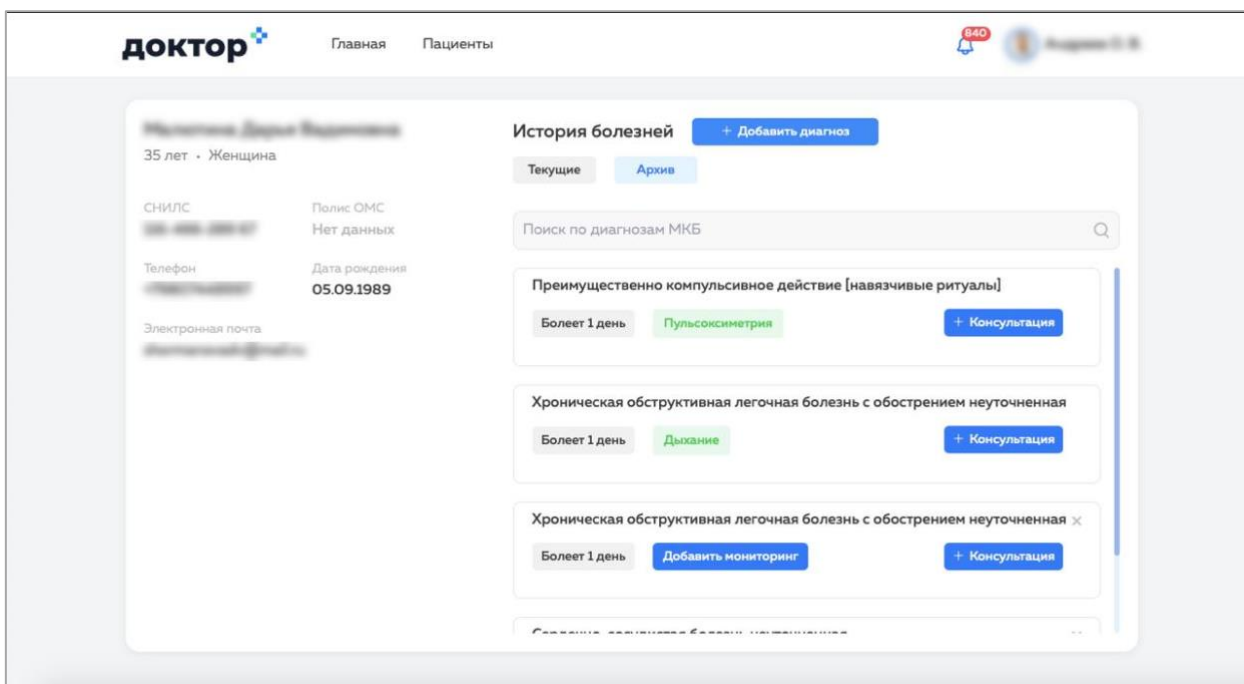 доктор
Главная
Пациенты
840
35 лет • Женщина
СНИЛС
Полис ОМС
Нет данных
Телефон
Дата рождения
05.09.1989
Электронная почта
История болезней
+ Добавить диагноз
Текущие
Архив
Поиск по диагнозам МКБ
Преимущественно компульсивное действие [навязчивые ритуалы]
Болеет 1 день
Пульсоксиметрия
+ Консультация
Хроническая обструктивная легочная болезнь с обострением неуточненная
Болеет 1 день
Дыхание
+ Консультация
Хроническая обструктивная легочная болезнь с обострением неуточненная ×
Болеет 1 день
Добавить мониторинг
+ Консультация